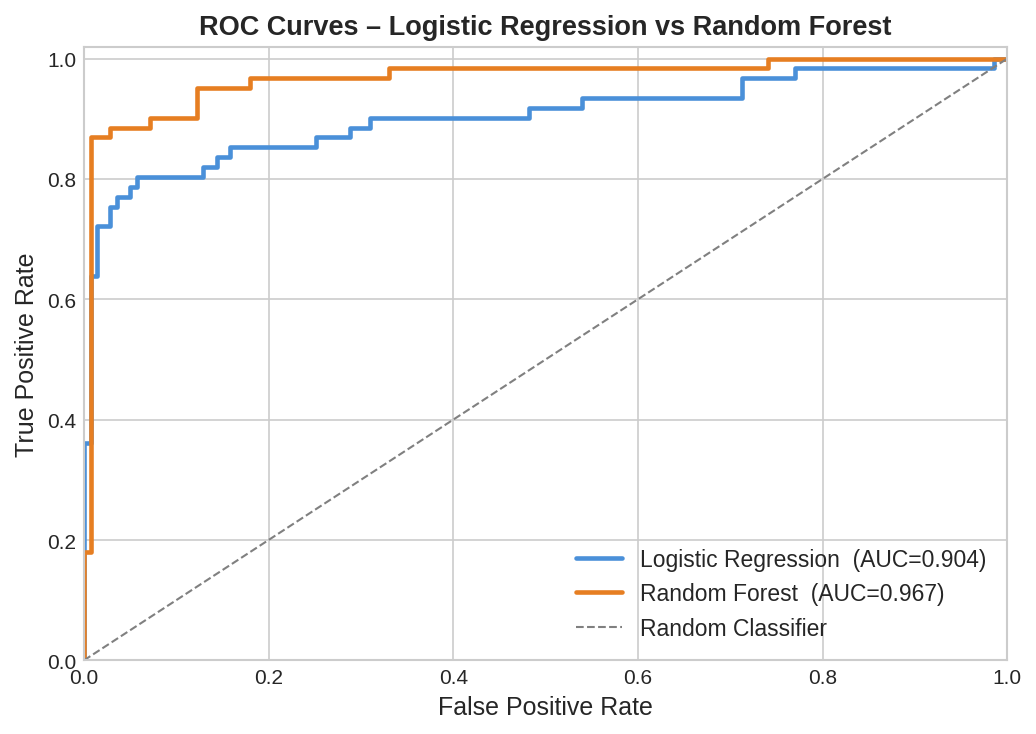 ROC Curves – Logistic Regression vs Random Forest
True Positive Rate
1.0
0.8
0.6
0.4
0.2
0.0
Logistic Regression (AUC=0.904)
Random Forest (AUC=0.967)
Random Classifier
0.0 0.2 0.4 0.6 0.8 1.0
False Positive Rate